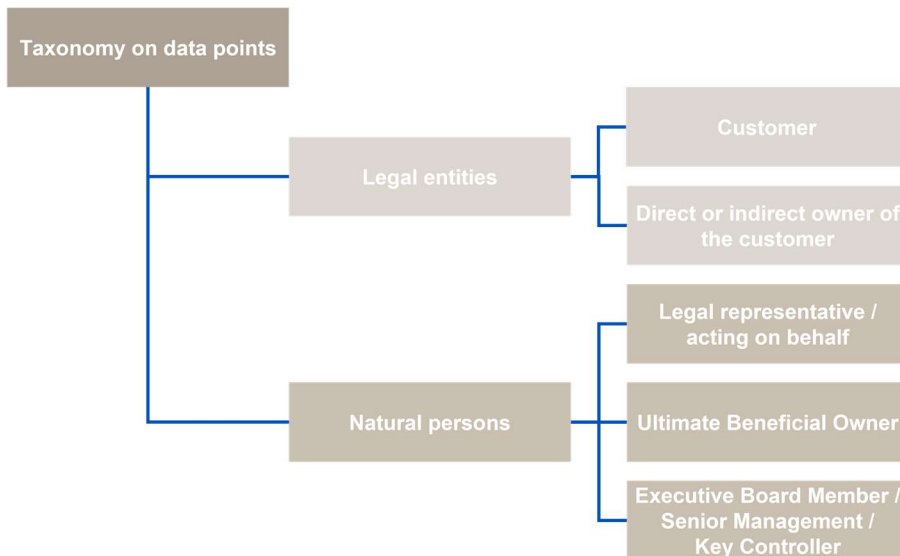 Taxonomy on data points
Customer
Legal entities
Direct or indirect owner of
the customer
Legal representative /
acting on behalf
Natural persons
Ultimate Beneficial Owner
Executive Board Member /
Senior Management /
Key Controller